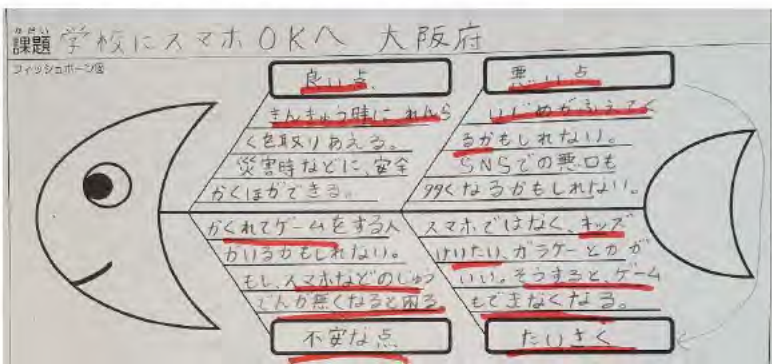 かだい
課題 学校にスマホOKへ 大阪府
フィッシュボーン図
良い点
きんきゅう時にれんら
くを取りあえる。
災害時などに、安全
かくほができる。
悪い点
いじめがふえてく
るかもしれない。
SNSでの悪口も
多くなるかもしれない。
かくれてゲームをする人
がいるかもしれない。
もし、スマホなどのじゅう
でんが無くなると困る
不安な点
スマホではなく、キッズ
けいたい、ガラケーとかが
いい。そうすると、ゲーム
もできなくなる。
たいさく